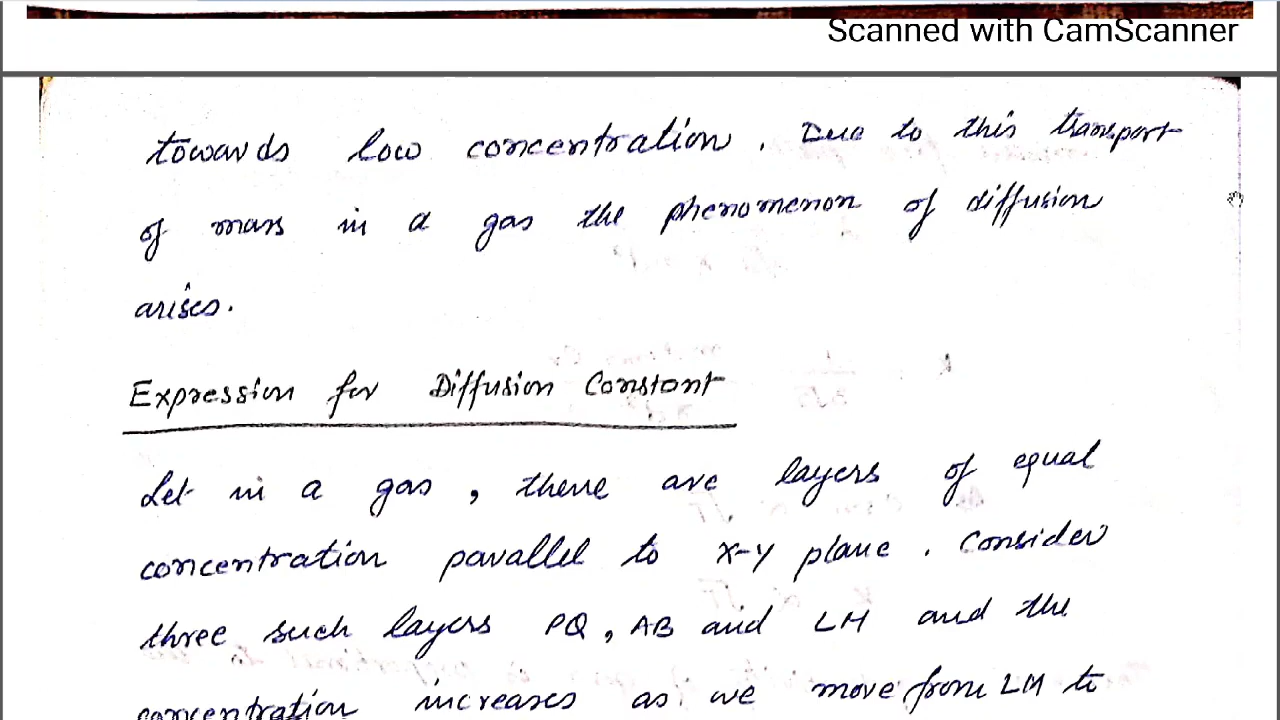 Scanned with CamScanner
towards low concentration. Due to this transport
of mass in a gas the phenomenon of diffusion
arises.
Expression for Diffusion Constant
Let in a gas, there are layers of equal
concentration parallel to X-Y plane. Consider
three such layers PQ, AB and LM and the
concentration increases as we move from LM to